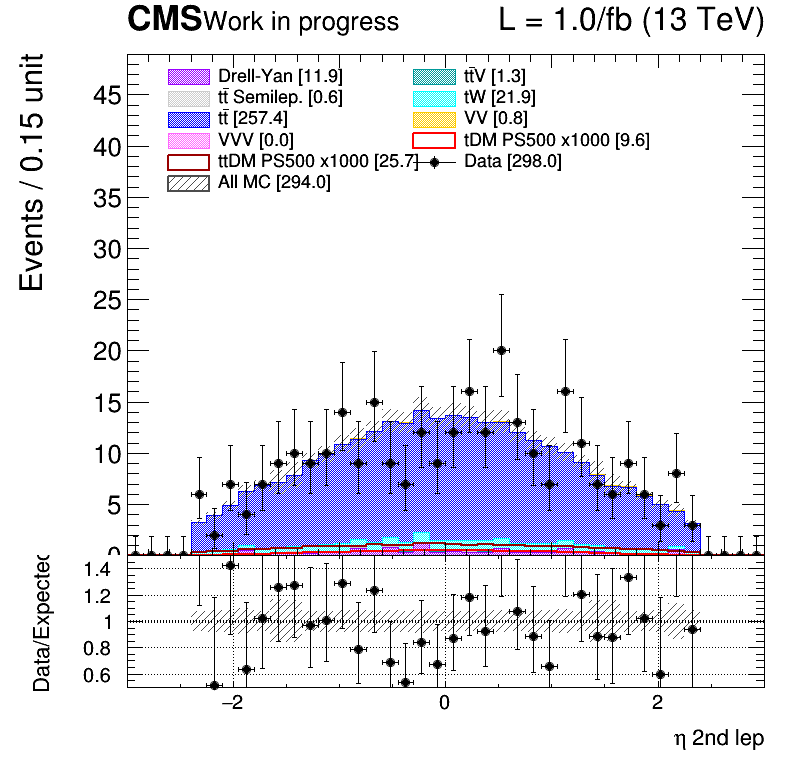 CMS Work in progress L = 1.0/fb (13 TeV)
Events / 0.15 unit
Drell-Yan [11.9] tt̄V [1.3]
tt̄ Semilep. [0.6] tW [21.9]
tt̄ [257.4] VV [0.8]
VVV [0.0] tDM PS500 x1000 [9.6]
ttDM PS500 x1000 [25.7] Data [298.0]
All MC [294.0]
45
40
35
30
25
20
15
10
5
0
Data/Expected
1.4
1.2
1
0.8
0.6
−2 0 2
η 2nd lep